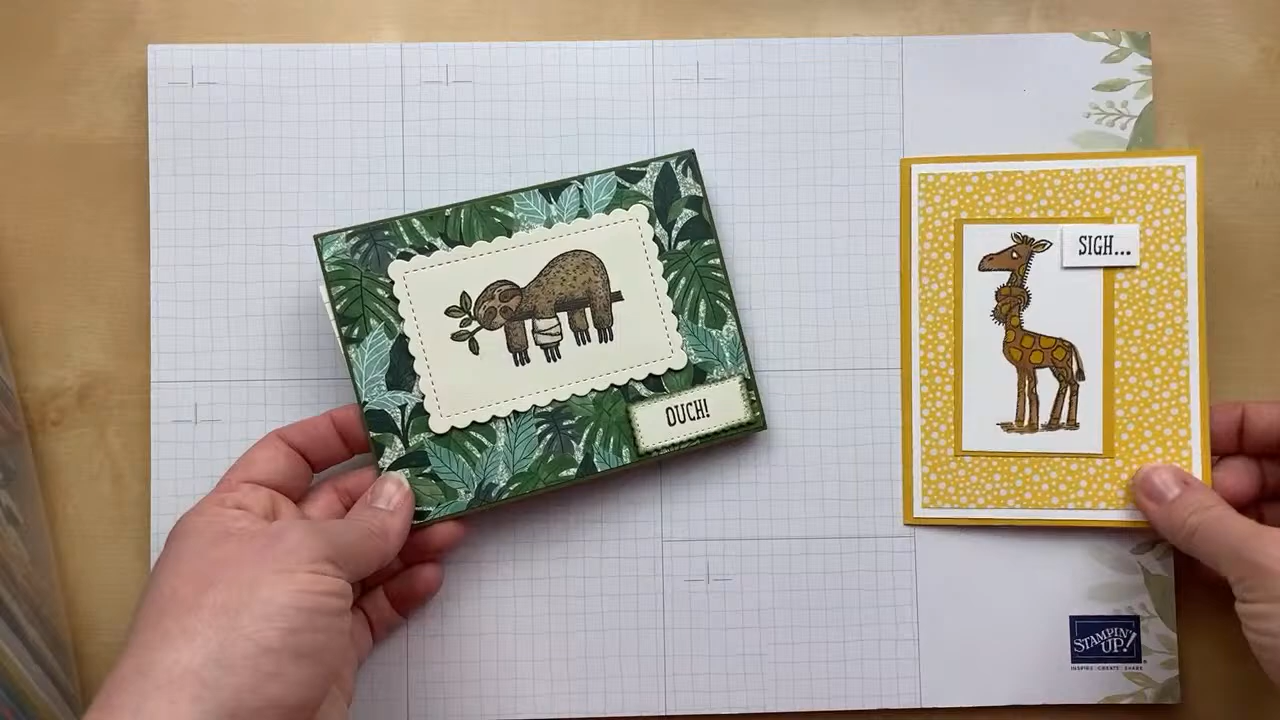 OUCH!
SIGH...
STAMPIN'
UP!
INSPIRE CREATE SHARE